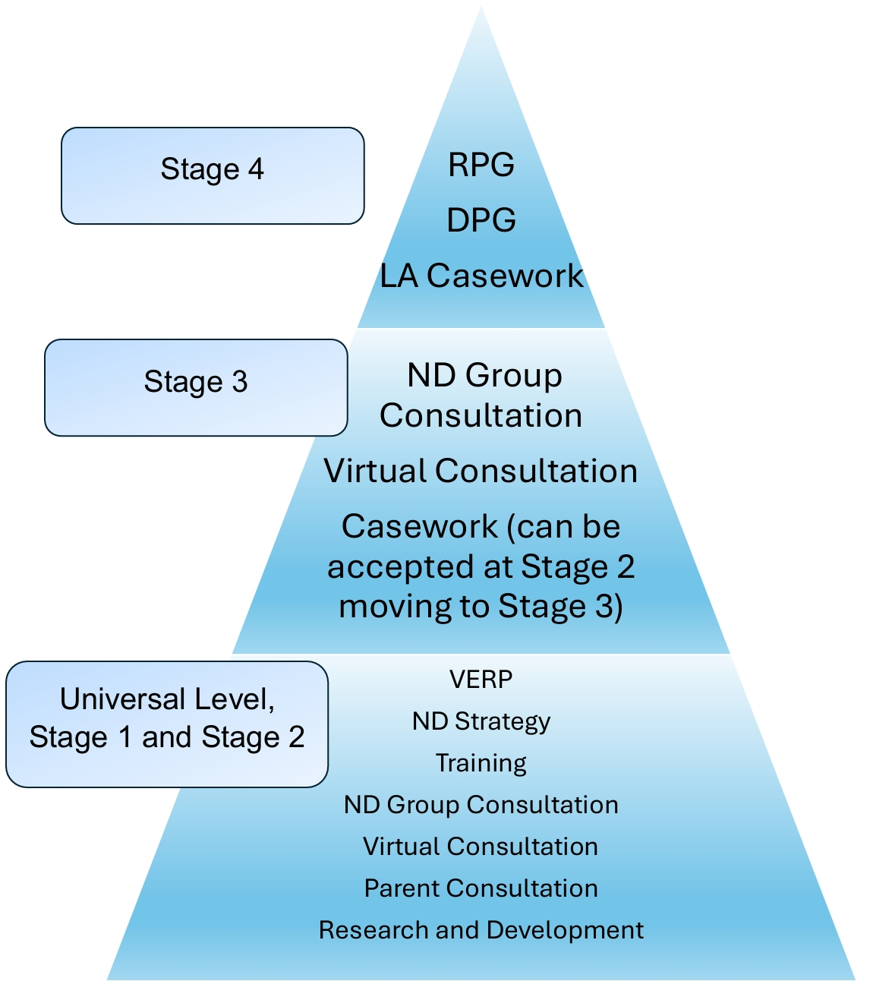 Stage 4
RPG
DPG
LA Casework
Stage 3
ND Group
Consultation
Virtual Consultation
Casework (can be
accepted at Stage 2
moving to Stage 3)
Universal Level,
Stage 1 and Stage 2
VERP
ND Strategy
Training
ND Group Consultation
Virtual Consultation
Parent Consultation
Research and Development